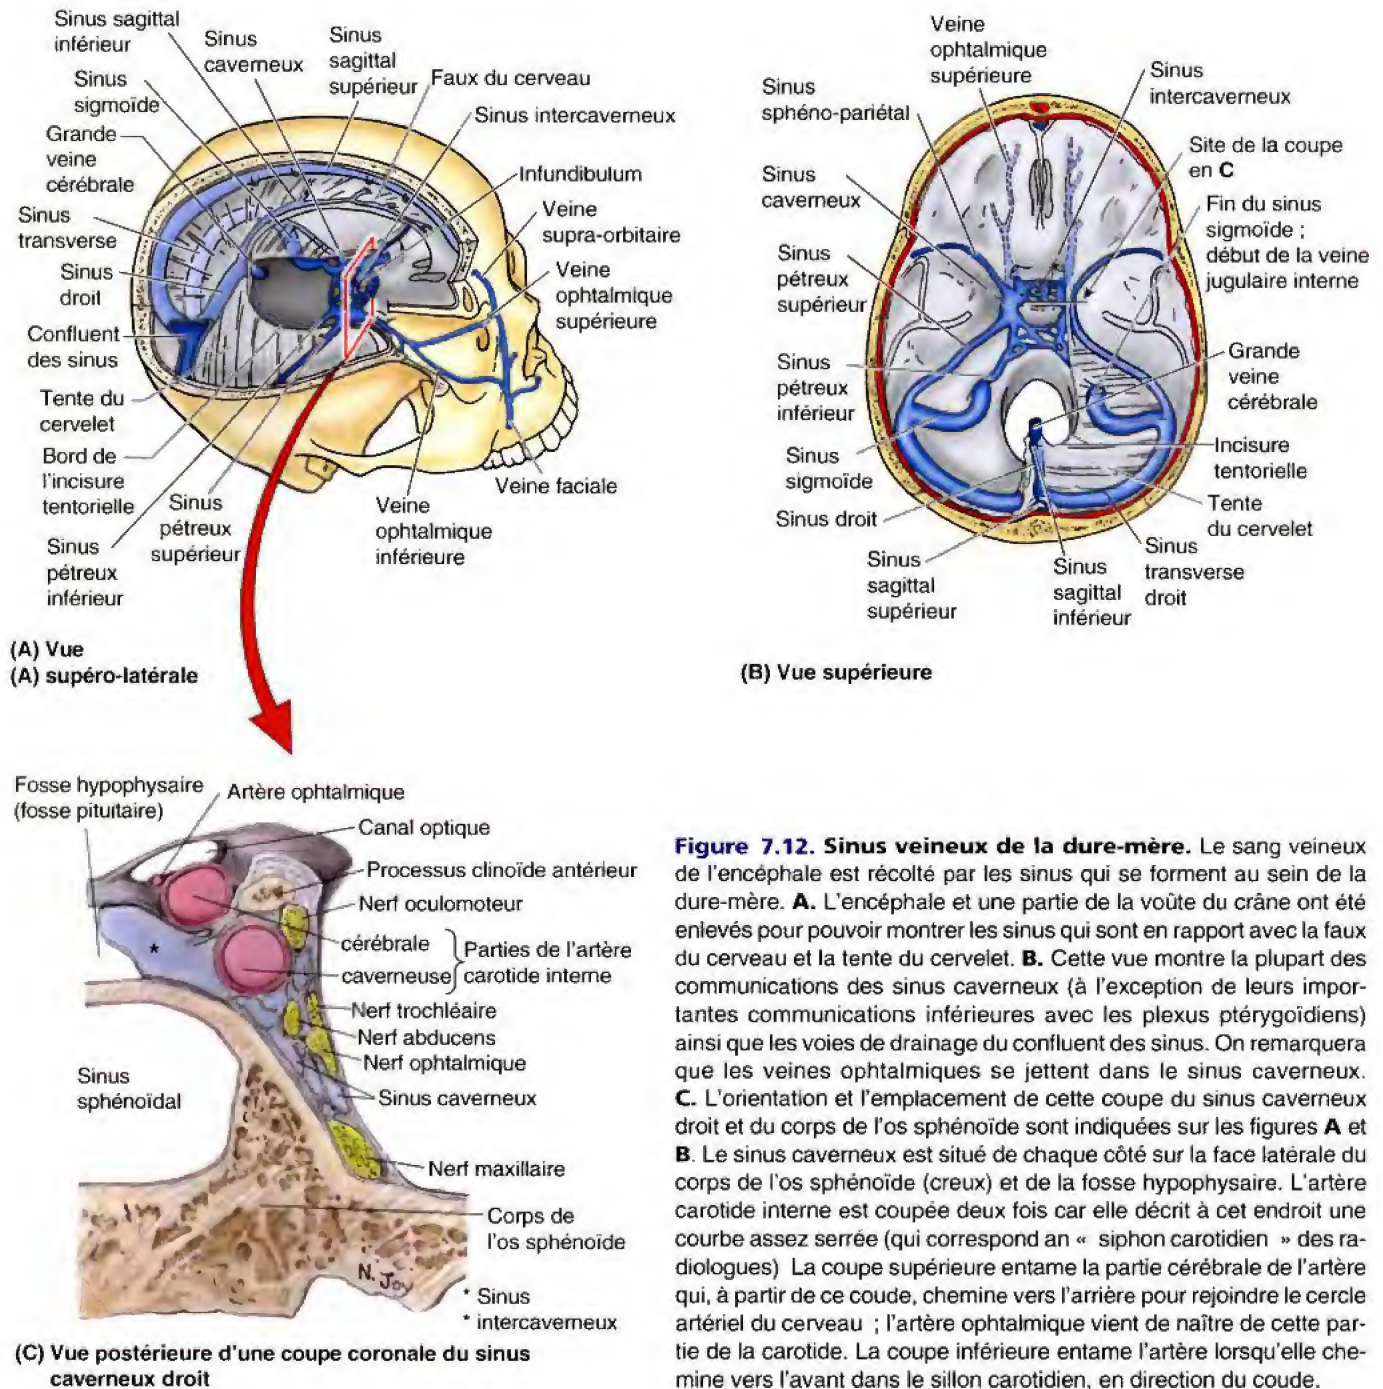 Sinus sagittal
inférieur
Sinus
caverneux
Sinus
sagittal
supérieur
Faux du cerveau
Sinus
sigmoïde
Sinus intercaverneux
Grande
veine
cérébrale
Infundibulum
Sinus
transverse
Veine
supra-orbitaire
Sinus
droit
Veine
ophtalmique
supérieure
Confluent
des sinus
Tente du
cervelet
Bord de
l'incisure
tentorielle
Sinus
pétreux
inférieur
Sinus
pétreux
supérieur
Veine
ophtalmique
inférieure
Veine faciale
(A) Vue
(A) supéro-latérale
Veine
ophtalmique
supérieure
Sinus
intercaverneux
Sinus
sphéno-pariétal
Site de la coupe
en C
Sinus
caverneux
Fin du sinus
sigmoïde ;
début de la veine
jugulaire interne
Sinus
pétreux
supérieur
Sinus
pétreux
inférieur
Grande
veine
cérébrale
Sinus
sigmoïde
Incisure
tentorielle
Sinus droit
Tente
du cervelet
Sinus
sagittal
supérieur
Sinus
sagittal
inférieur
Sinus
transverse
droit
(B) Vue supérieure
Fosse hypophysaire
(fosse pituitaire)
Artère ophtalmique
Canal optique
Processus clinoïde antérieur
Nerf oculomoteur
cérébrale
caverneuse
Parties de l'artère
carotide interne
*
Nerf trochléaire
Nerf abducens
Nerf ophtalmique
Sinus
sphénoïdal
Sinus caverneux
Nerf maxillaire
Corps de
l'os sphénoïde
N. Joy
* Sinus
* intercaverneux
(C) Vue postérieure d'une coupe coronale du sinus
caverneux droit
Figure 7.12. Sinus veineux de la dure-mère. Le sang veineux
de l'encéphale est récolté par les sinus qui se forment au sein de la
dure-mère. A. L'encéphale et une partie de la voûte du crâne ont été
enlevés pour pouvoir montrer les sinus qui sont en rapport avec la faux
du cerveau et la tente du cervelet. B. Cette vue montre la plupart des
communications des sinus caverneux (à l'exception de leurs impor-
tantes communications inférieures avec les plexus ptérygoïdiens)
ainsi que les voies de drainage du confluent des sinus. On remarquera
que les veines ophtalmiques se jettent dans le sinus caverneux.
C. L'orientation et l'emplacement de cette coupe du sinus caverneux
droit et du corps de l'os sphénoïde sont indiquées sur les figures A et
B. Le sinus caverneux est situé de chaque côté sur la face latérale du
corps de l'os sphénoïde (creux) et de la fosse hypophysaire. L'artère
carotide interne est coupée deux fois car elle décrit à cet endroit une
courbe assez serrée (qui correspond an « siphon carotidien » des ra-
diologues) La coupe supérieure entame la partie cérébrale de l'artère
qui, à partir de ce coude, chemine vers l'arrière pour rejoindre le cercle
artériel du cerveau ; l'artère ophtalmique vient de naître de cette par-
tie de la carotide. La coupe inférieure entame l'artère lorsqu'elle che-
mine vers l'avant dans le sillon carotidien, en direction du coude.